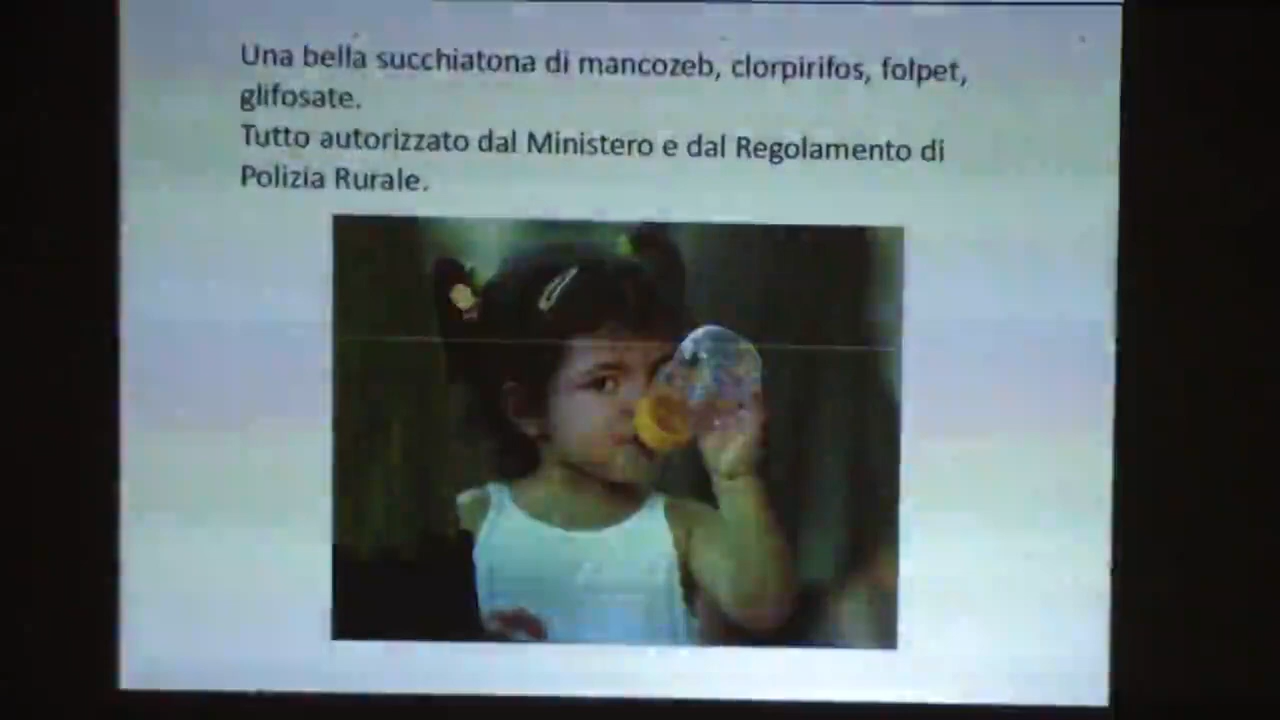 Una bella succhiatona di mancozeb, clorpirifos, folpet,
glifosate.
Tutto autorizzato dal Ministero e dal Regolamento di
Polizia Rurale.